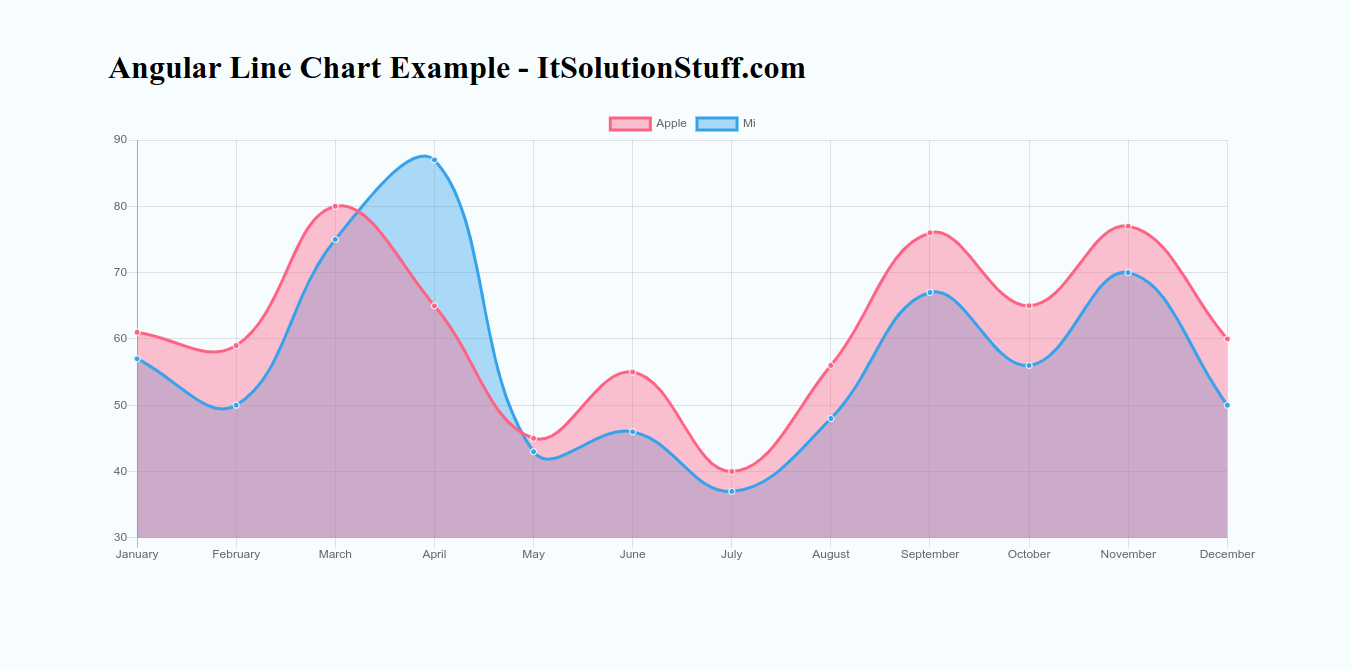 Angular Line Chart Example - ItSolutionStuff.com
Apple Mi
90
80
70
60
50
40
30
January February March April May June July August September October November December